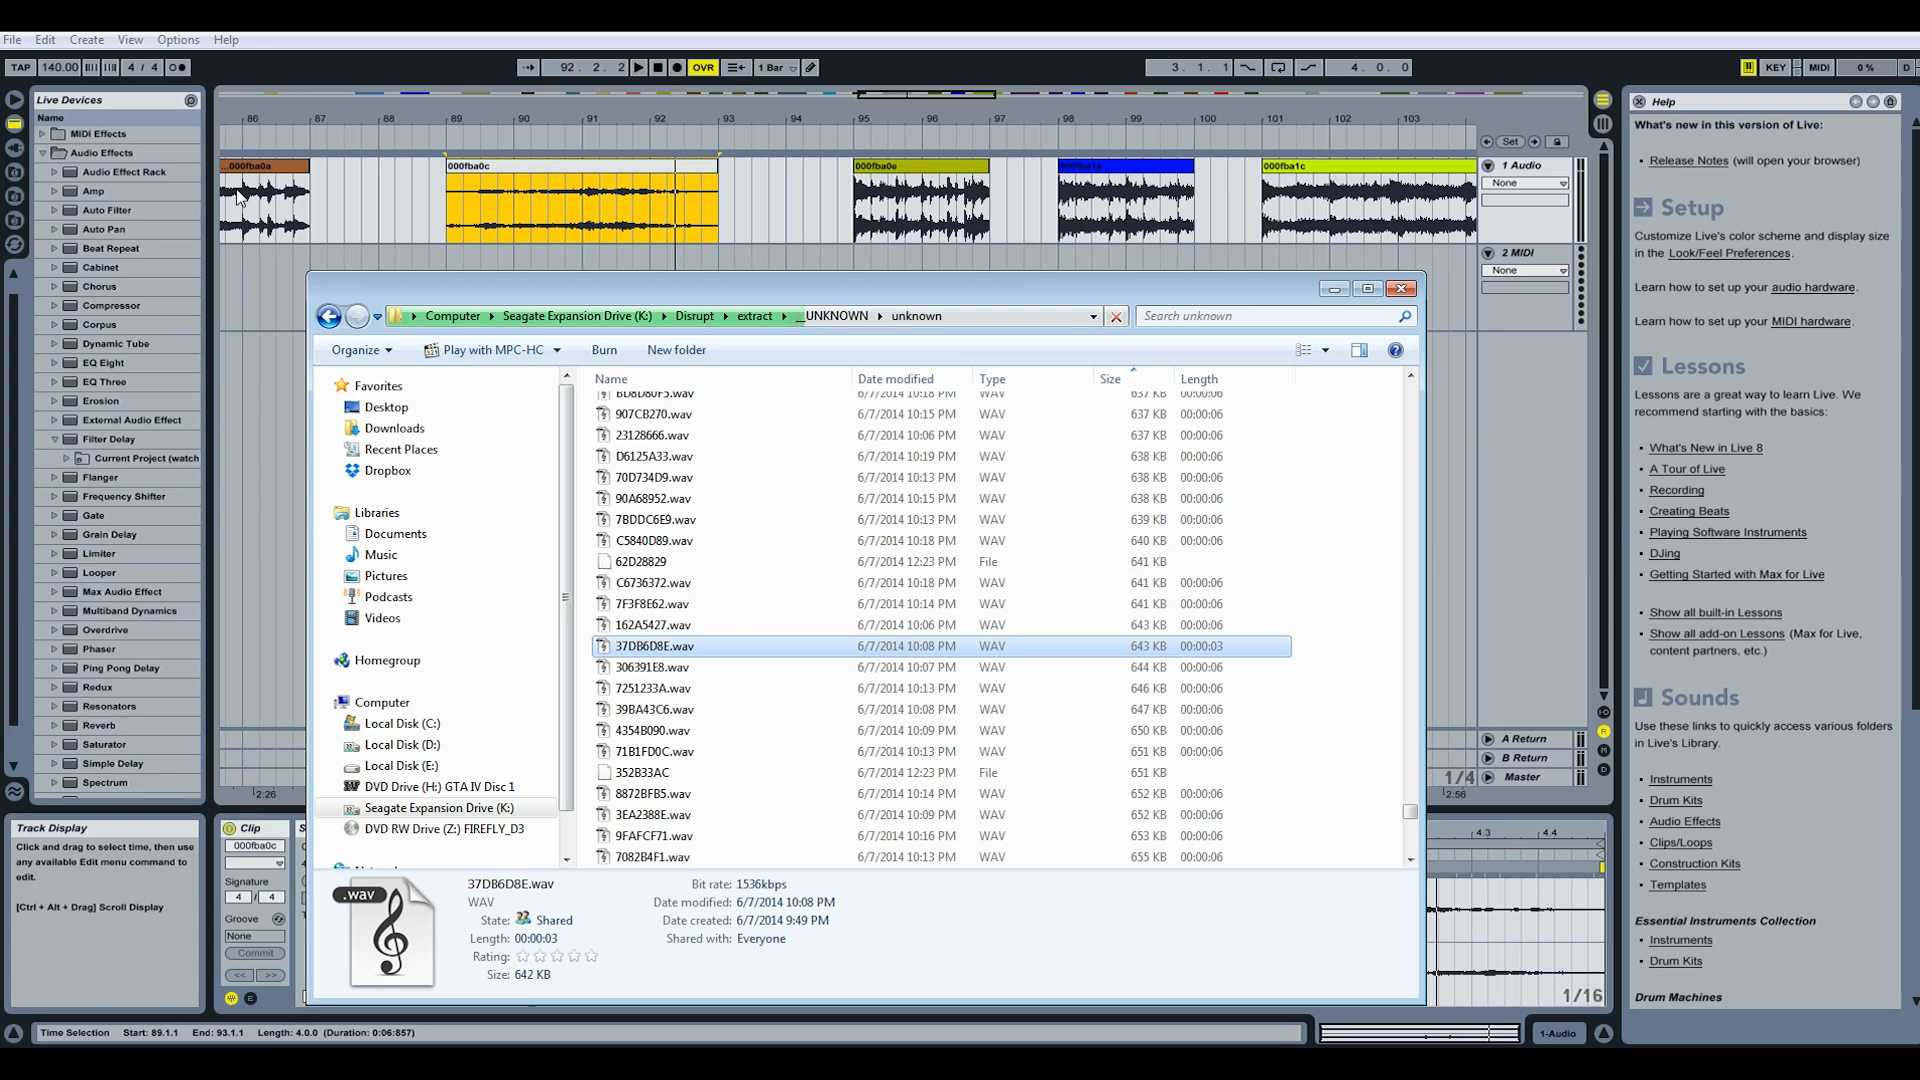 File Edit Create View Options Help
TAP 140.00 4 / 4 92. 2. 2 OVR 1 Bar 3. 1. 1 4. 0. 0 KEY MIDI 0 % D
Live Devices
Name
MIDI Effects
Audio Effects
Audio Effect Rack
Amp
Auto Filter
Auto Pan
Beat Repeat
Cabinet
Chorus
Compressor
Corpus
Dynamic Tube
EQ Eight
EQ Three
Erosion
External Audio Effect
Filter Delay
Current Project (watch
Flanger
Frequency Shifter
Gate
Grain Delay
Limiter
Looper
Max Audio Effect
Multiband Dynamics
Overdrive
Phaser
Ping Pong Delay
Redux
Resonators
Reverb
Saturator
Simple Delay
Spectrum
86 87 88 89 90 91 92 93 94 95 96 97 98 99 100 101 102 103
Set
...000fba0a 000fba0c 000fba0e 000fba1a 000fba1c
1 Audio
None
2 MIDI
None
Computer Seagate Expansion Drive (K:) Disrupt extract __UNKNOWN unknown
Search unknown
Organize Play with MPC-HC Burn New folder
Favorites
Desktop
Downloads
Recent Places
Dropbox
Libraries
Documents
Music
Pictures
Podcasts
Videos
Homegroup
Computer
Local Disk (C:)
Local Disk (D:)
Local Disk (E:)
DVD Drive (H:) GTA IV Disc 1
Seagate Expansion Drive (K:)
DVD RW Drive (Z:) FIREFLY_D3
Name Date modified Type Size Length
BD8D80F5.wav 6/7/2014 10:18 PM WAV 637 KB 00:00:06
907CB270.wav 6/7/2014 10:15 PM WAV 637 KB 00:00:06
23128666.wav 6/7/2014 10:06 PM WAV 637 KB 00:00:06
D6125A33.wav 6/7/2014 10:19 PM WAV 638 KB 00:00:06
70D734D9.wav 6/7/2014 10:13 PM WAV 638 KB 00:00:06
90A68952.wav 6/7/2014 10:15 PM WAV 638 KB 00:00:06
7BDDC6E9.wav 6/7/2014 10:13 PM WAV 639 KB 00:00:06
C5840D89.wav 6/7/2014 10:18 PM WAV 640 KB 00:00:06
62D28829 6/7/2014 12:23 PM File 641 KB
C6736372.wav 6/7/2014 10:18 PM WAV 641 KB 00:00:06
7F3F8E62.wav 6/7/2014 10:14 PM WAV 641 KB 00:00:06
162A5427.wav 6/7/2014 10:06 PM WAV 643 KB 00:00:06
37DB6D8E.wav 6/7/2014 10:08 PM WAV 643 KB 00:00:03
306391E8.wav 6/7/2014 10:07 PM WAV 644 KB 00:00:06
7251233A.wav 6/7/2014 10:13 PM WAV 646 KB 00:00:06
39BA43C6.wav 6/7/2014 10:08 PM WAV 647 KB 00:00:06
4354B090.wav 6/7/2014 10:09 PM WAV 650 KB 00:00:06
71B1FD0C.wav 6/7/2014 10:13 PM WAV 651 KB 00:00:06
352B33AC 6/7/2014 12:23 PM File 651 KB
8872BFB5.wav 6/7/2014 10:14 PM WAV 652 KB 00:00:06
3EA2388E.wav 6/7/2014 10:09 PM WAV 652 KB 00:00:06
9FAFCF71.wav 6/7/2014 10:16 PM WAV 653 KB 00:00:06
7082B4F1.wav 6/7/2014 10:13 PM WAV 655 KB 00:00:06
.wav
37DB6D8E.wav
WAV
State: Shared
Length: 00:00:03
Rating:
Size: 642 KB
Bit rate: 1536kbps
Date modified: 6/7/2014 10:08 PM
Date created: 6/7/2014 9:49 PM
Shared with: Everyone
A Return
B Return
1/4 Master
2:26 2:56
Track Display
Click and drag to select time, then use
any available Edit menu command to
edit.
[Ctrl + Alt + Drag] Scroll Display
Clip
000fba0c
Signature
4 / 4
Groove
None
Commit
<< >>
4.3 4.4
1/16
Help
What's new in this version of Live:
Release Notes (will open your browser)
Setup
Customize Live's color scheme and display size
in the Look/Feel Preferences.
Learn how to set up your audio hardware.
Learn how to set up your MIDI hardware.
Lessons
Lessons are a great way to learn Live. We
recommend starting with the basics:
What's New in Live 8
A Tour of Live
Recording
Creating Beats
Playing Software Instruments
DJing
Getting Started with Max for Live
Show all built-in Lessons
Show all add-on Lessons (Max for Live,
content partners, etc.)
Sounds
Use these links to quickly access various folders
in Live's Library.
Instruments
Drum Kits
Audio Effects
Clips/Loops
Construction Kits
Templates
Essential Instruments Collection
Instruments
Drum Kits
Drum Machines
Time Selection Start: 89.1.1 End: 93.1.1 Length: 4.0.0 (Duration: 0:06:857)
1-Audio